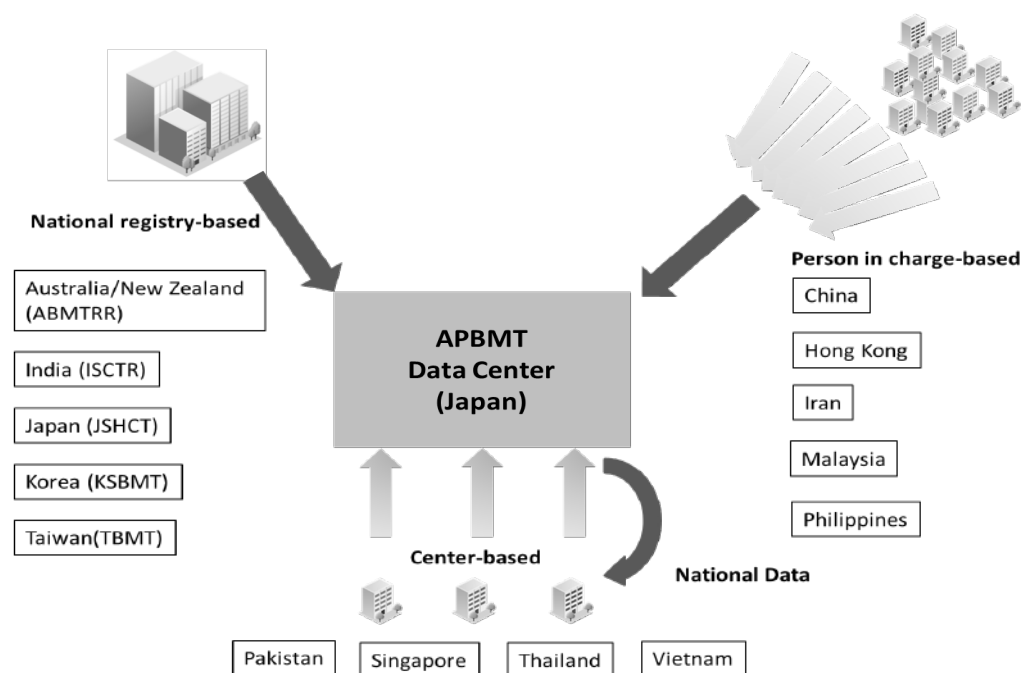 National registry-based
Australia/New Zealand
(ABMTRR)
India (ISCTR)
Japan (JSHCT)
Korea (KSBMT)
Taiwan(TBMT)
APBMT
Data Center
(Japan)
Person in charge-based
China
Hong Kong
Iran
Malaysia
Philippines
Center-based
National Data
Pakistan
Singapore
Thailand
Vietnam